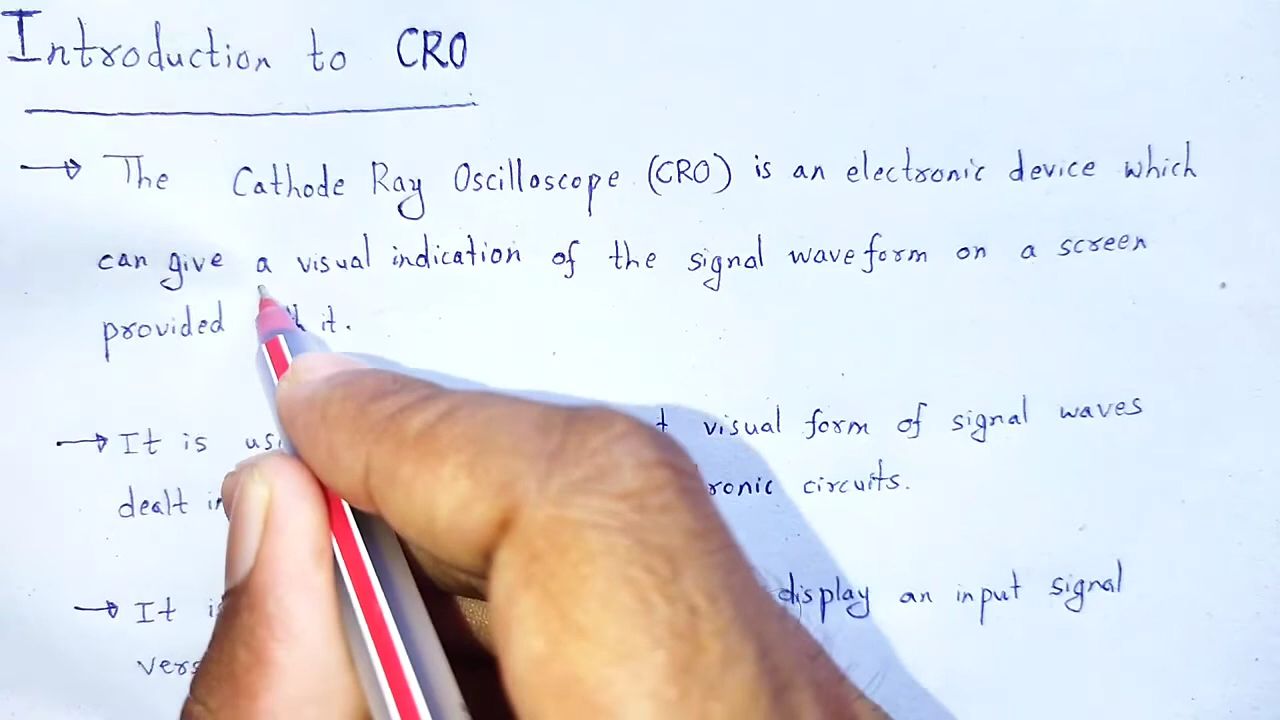 Introduction to CRO
→ The Cathode Ray Oscilloscope (CRO) is an electronic device which
can give a visual indication of the signal waveform on a screen
provided it.
→ It is visual form of signal waves
dealt in circuits.
→ It display an input signal